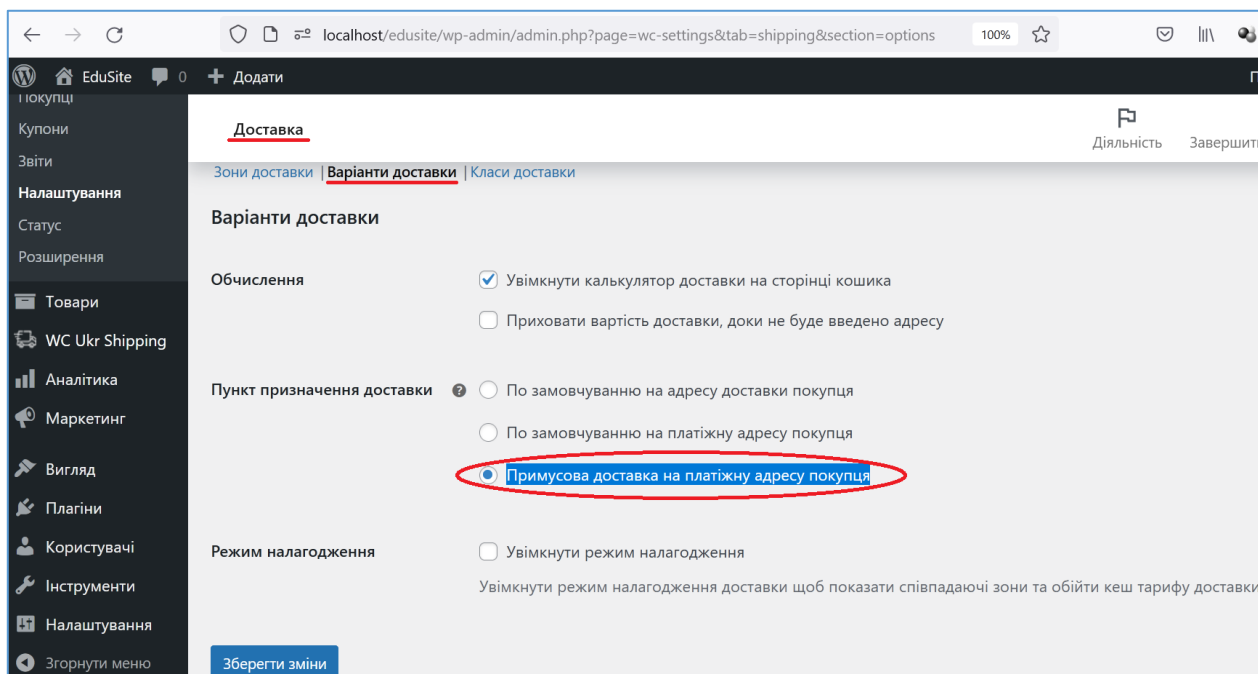 localhost/edusite/wp-admin/admin.php?page=wc-settings&tab=shipping&section=options 100%
EduSite 0 Додати
Покупці
Купони
Звіти
Налаштування
Статус
Розширення
Товари
WC Ukr Shipping
Аналітика
Маркетинг
Вигляд
Плагіни
Користувачі
Інструменти
Налаштування
Згорнути меню
Доставка
Діяльність
Зони доставки | Варіанти доставки | Класи доставки
Варіанти доставки
Обчислення
Увімкнути калькулятор доставки на сторінці кошика
Приховати вартість доставки, доки не буде введено адресу
Пункт призначення доставки
По замовчуванню на адресу доставки покупця
По замовчуванню на платіжну адресу покупця
Примусова доставка на платіжну адресу покупця
Режим налагодження
Увімкнути режим налагодження
Увімкнути режим налагодження доставки щоб показати співпадаючі зони та обійти кеш тарифу доставки
Зберегти зміни